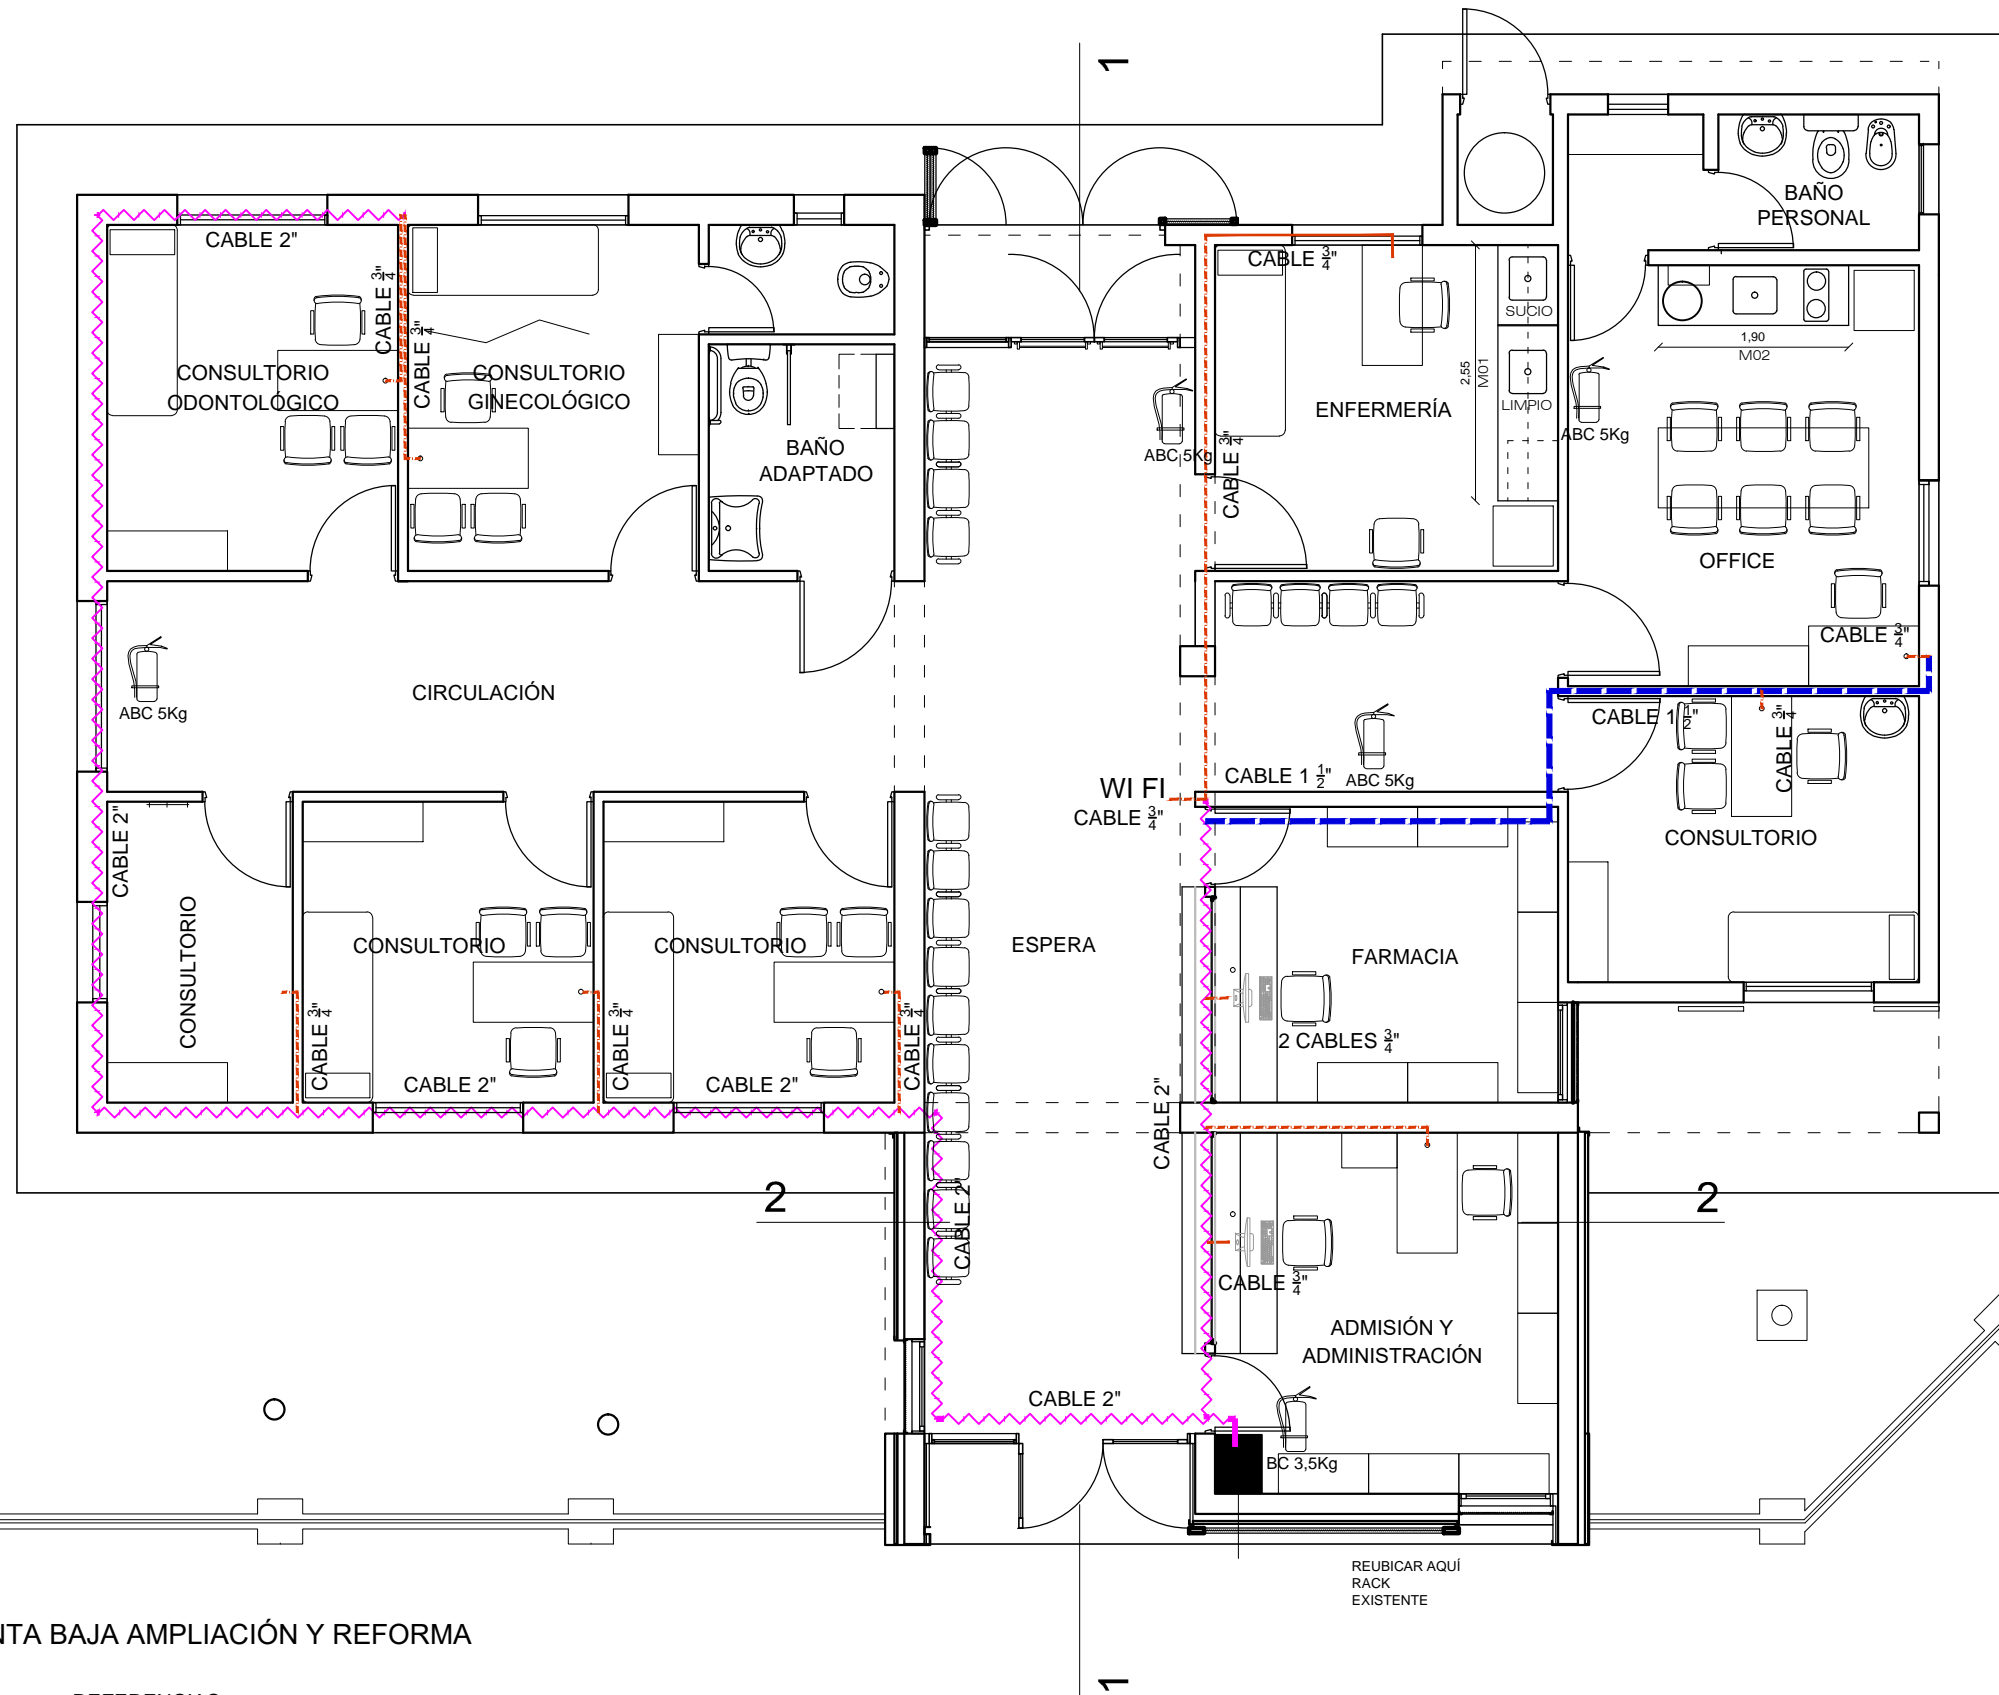 1
BAÑO
PERSONAL
CABLE 2"
CABLE 3/4"
CABLE 3/4"
CABLE 3/4"
SUCIO
1,90
M02
2,55
M01
CONSULTORIO
ODONTOLÓGICO
CONSULTORIO
GINECOLÓGICO
LIMPIO
ENFERMERÍA
ABC 5Kg
BAÑO
ADAPTADO
ABC 5Kg
CABLE 3/4"
OFFICE
CABLE 3/4"
CIRCULACIÓN
ABC 5Kg
CABLE 1 1/2"
CABLE 3/4"
WI FI
CABLE 3/4"
CABLE 1 1/2"
ABC 5Kg
CABLE 2"
CONSULTORIO
CONSULTORIO
CONSULTORIO
CONSULTORIO
ESPERA
FARMACIA
CABLE 3/4"
CABLE 3/4"
CABLE 3/4"
2 CABLES 3/4"
CABLE 2"
CABLE 2"
CABLE 2"
2
CABLE 2"
2
CABLE 3/4"
ADMISIÓN Y
ADMINISTRACIÓN
CABLE 2"
BC 3,5Kg
REUBICAR AQUÍ
RACK
EXISTENTE
NTA BAJA AMPLIACIÓN Y REFORMA
1